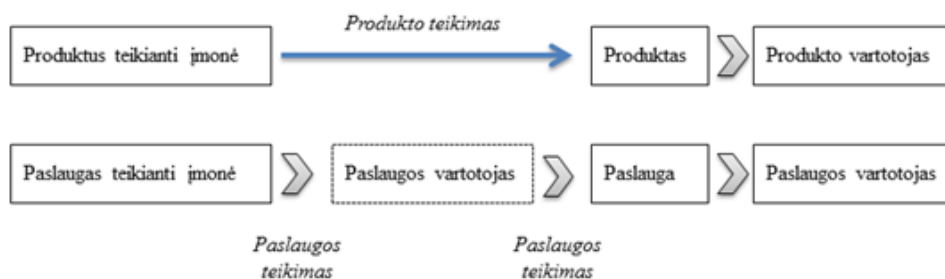 Produkto teikimas
Produktus teikianti įmonė
Produktas
Produkto vartotojas
Paslaugas teikianti įmonė
Paslaugos vartotojas
Paslauga
Paslaugos vartotojas
Paslaugos
teikimas
Paslaugos
teikimas